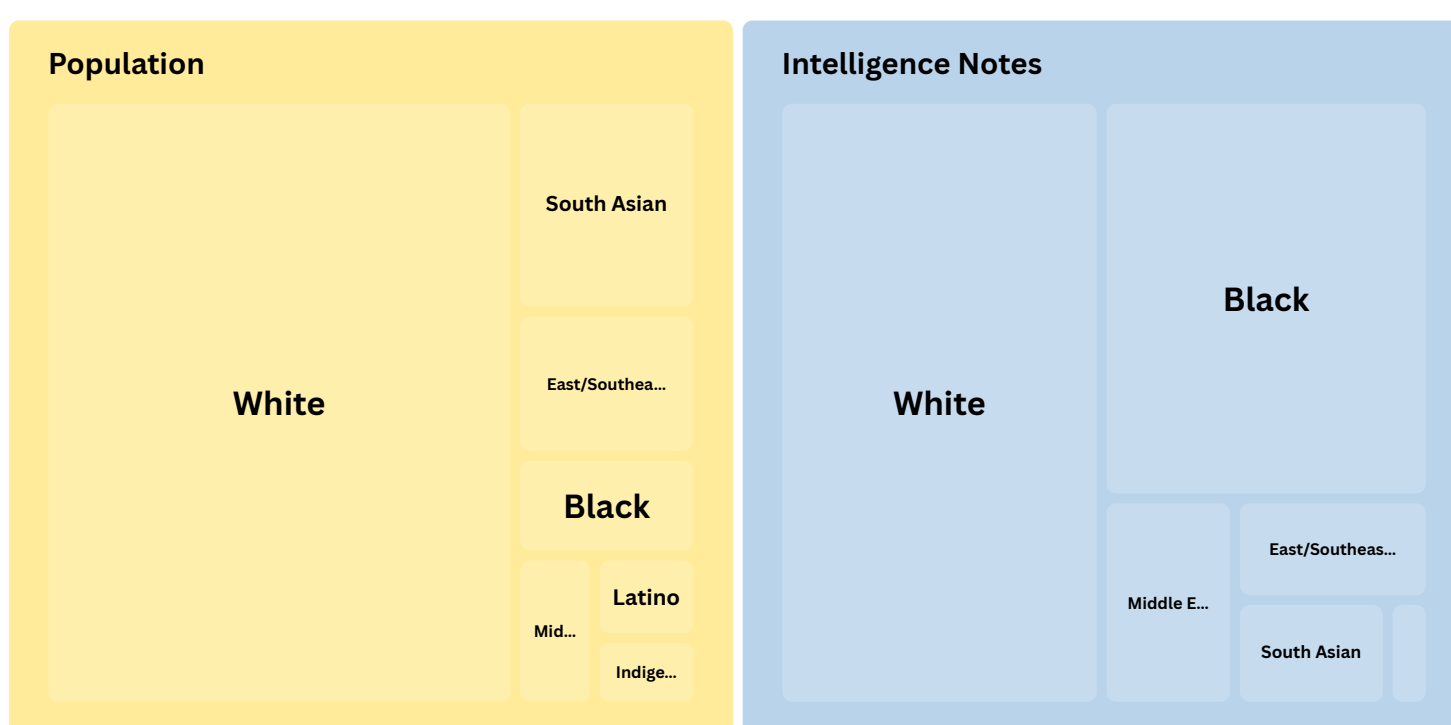 Population
White
South Asian
East/Southea...
Black
Mid...
Latino
Indige...
Intelligence Notes
White
Black
Middle E...
East/Southeas...
South Asian